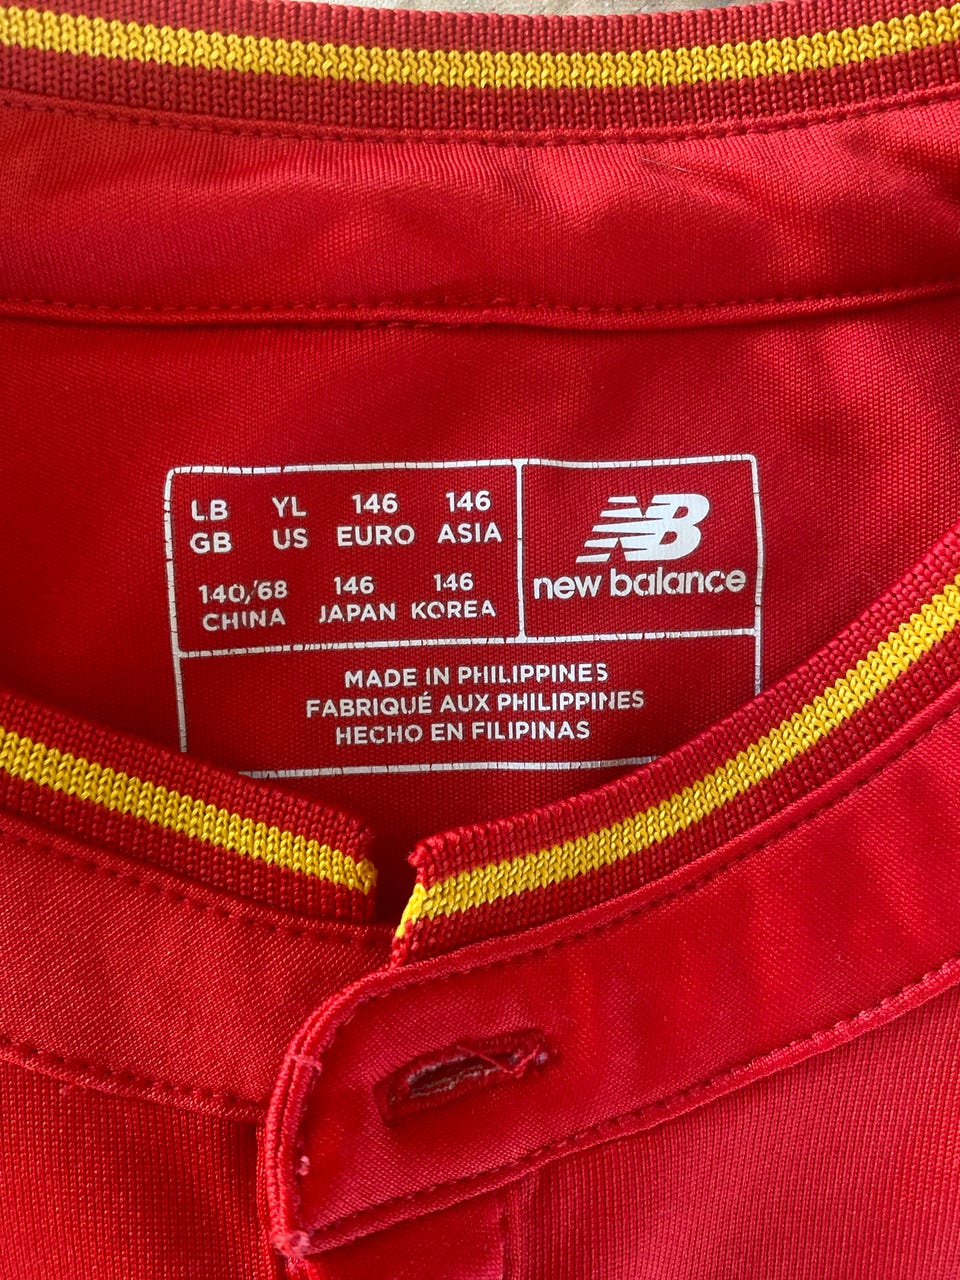 LB YL 146 146
GB US EURO ASIA
140/68 146 146
CHINA JAPAN KOREA
NB
new balance
MADE IN PHILIPPINES
FABRIQUÉ AUX PHILIPPINES
HECHO EN FILIPINAS